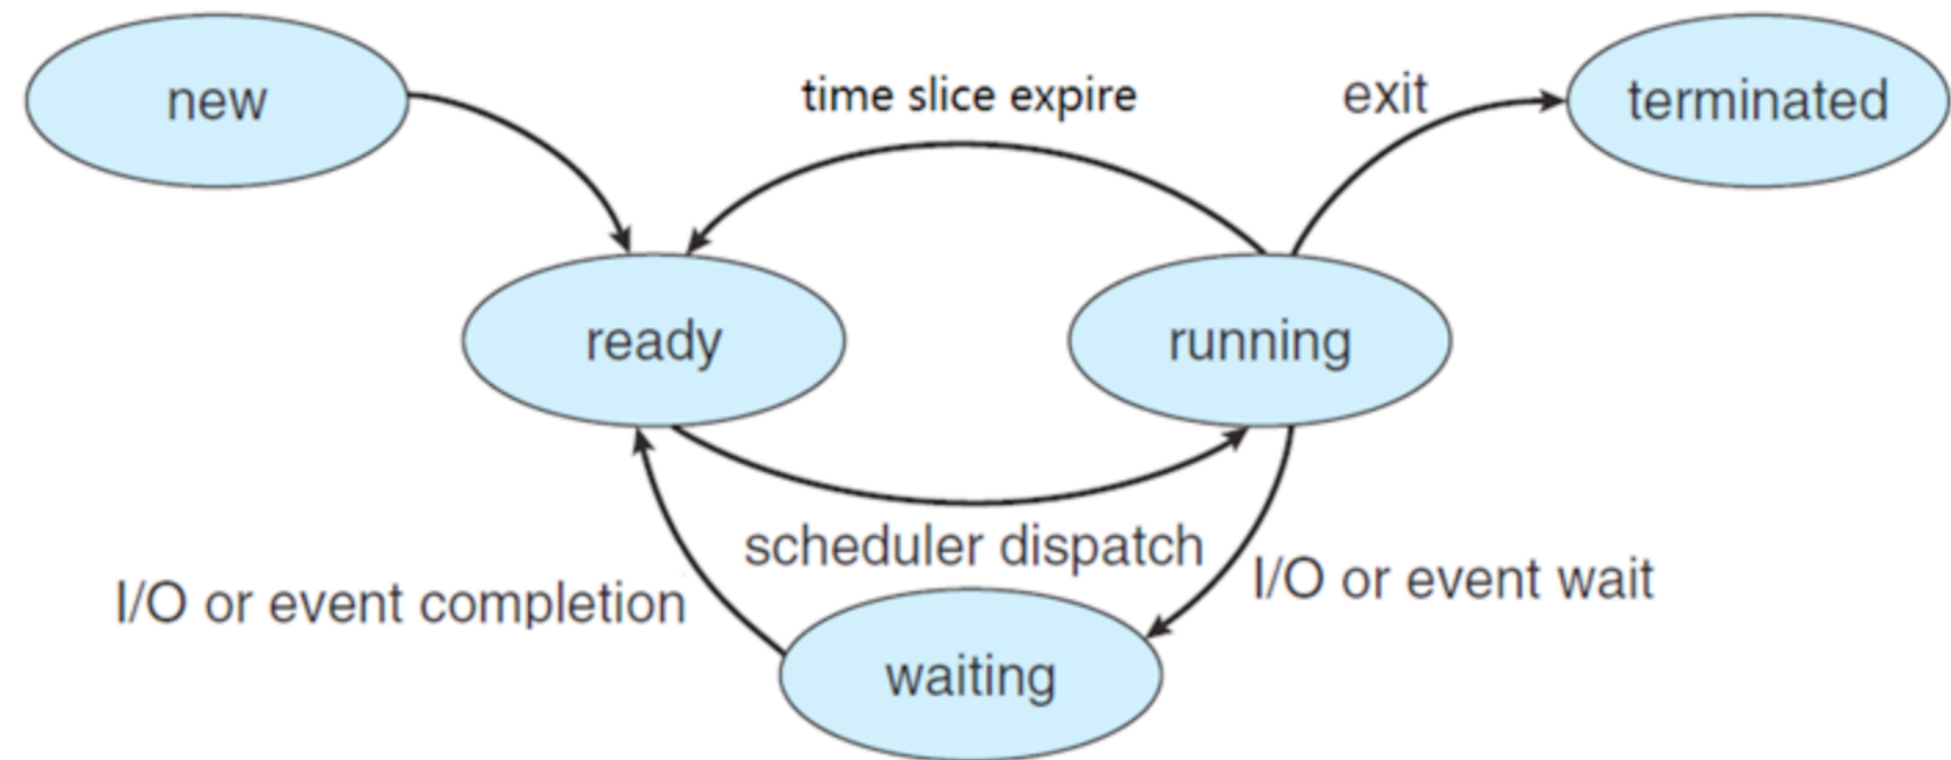 new
time slice expire
exit
terminated
ready
running
scheduler dispatch
I/O or event completion
I/O or event wait
waiting